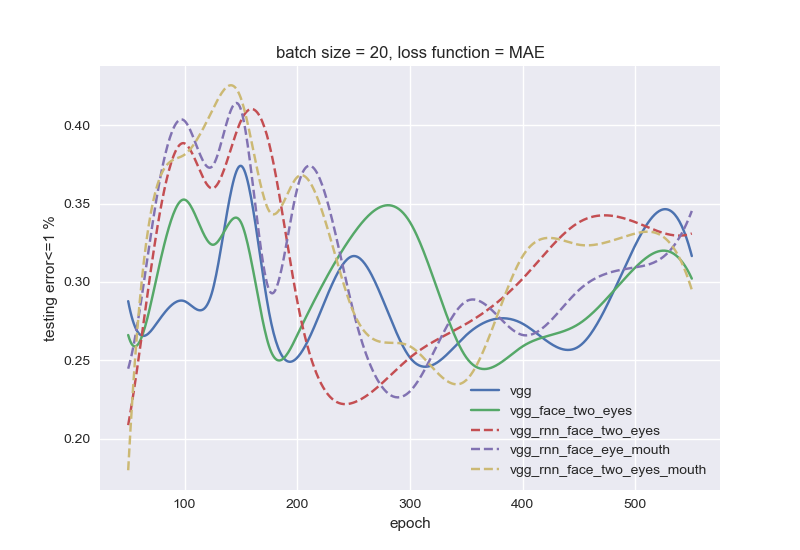 batch size = 20, loss function = MAE
testing error<=1 %
0.40
0.35
0.30
0.25
0.20
vgg
vgg_face_two_eyes
vgg_rnn_face_two_eyes
vgg_rnn_face_eye_mouth
vgg_rnn_face_two_eyes_mouth
100 200 300 400 500
epoch